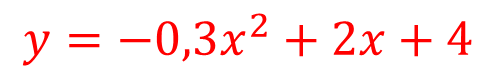 y = −0,3x² + 2x + 4